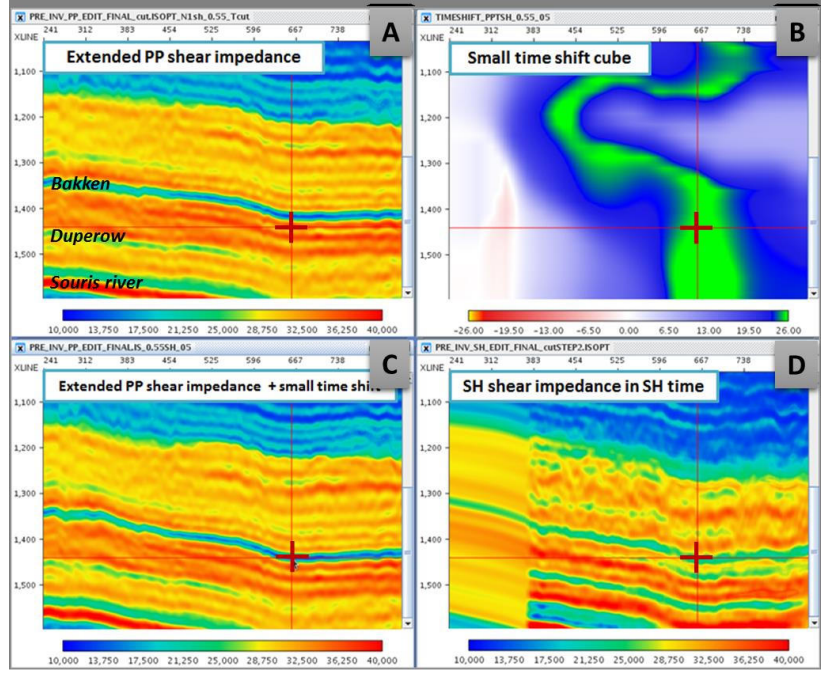 PRE_INV_PP_EDIT_FINAL_cut.ISOPT_N1sh_0.55_Tcut
A
XLINE 241 312 383 454 525 596 667 738
Extended PP shear impedance
1,100
1,200
1,300
Bakken
1,400
Duperow
1,500
Souris river
10,000 13,750 17,500 21,250 25,000 28,750 32,500 36,250 40,000
TIMESHIFT_PPTSH_0.55_05
B
XLINE 241 312 383 454 525 596 667 738
Small time shift cube
1,100
1,200
1,300
1,400
1,500
-26.00 -19.50 -13.00 -6.50 0.00 6.50 13.00 19.50 26.00
PRE_INV_PP_EDIT_FINAL.IS_0.55SH_05
C
XLINE 241 312 383 454 525 596 667 738
Extended PP shear impedance + small time shift
1,100
1,200
1,300
1,400
1,500
10,000 13,750 17,500 21,250 25,000 28,750 32,500 36,250 40,000
PRE_INV_SH_EDIT_FINAL_cutSTEP2.ISOPT
D
XLINE 241 312 383 454 525 596 667 738
SH shear impedance in SH time
1,100
1,200
1,300
1,400
1,500
10,000 13,750 17,500 21,250 25,000 28,750 32,500 36,250 40,000